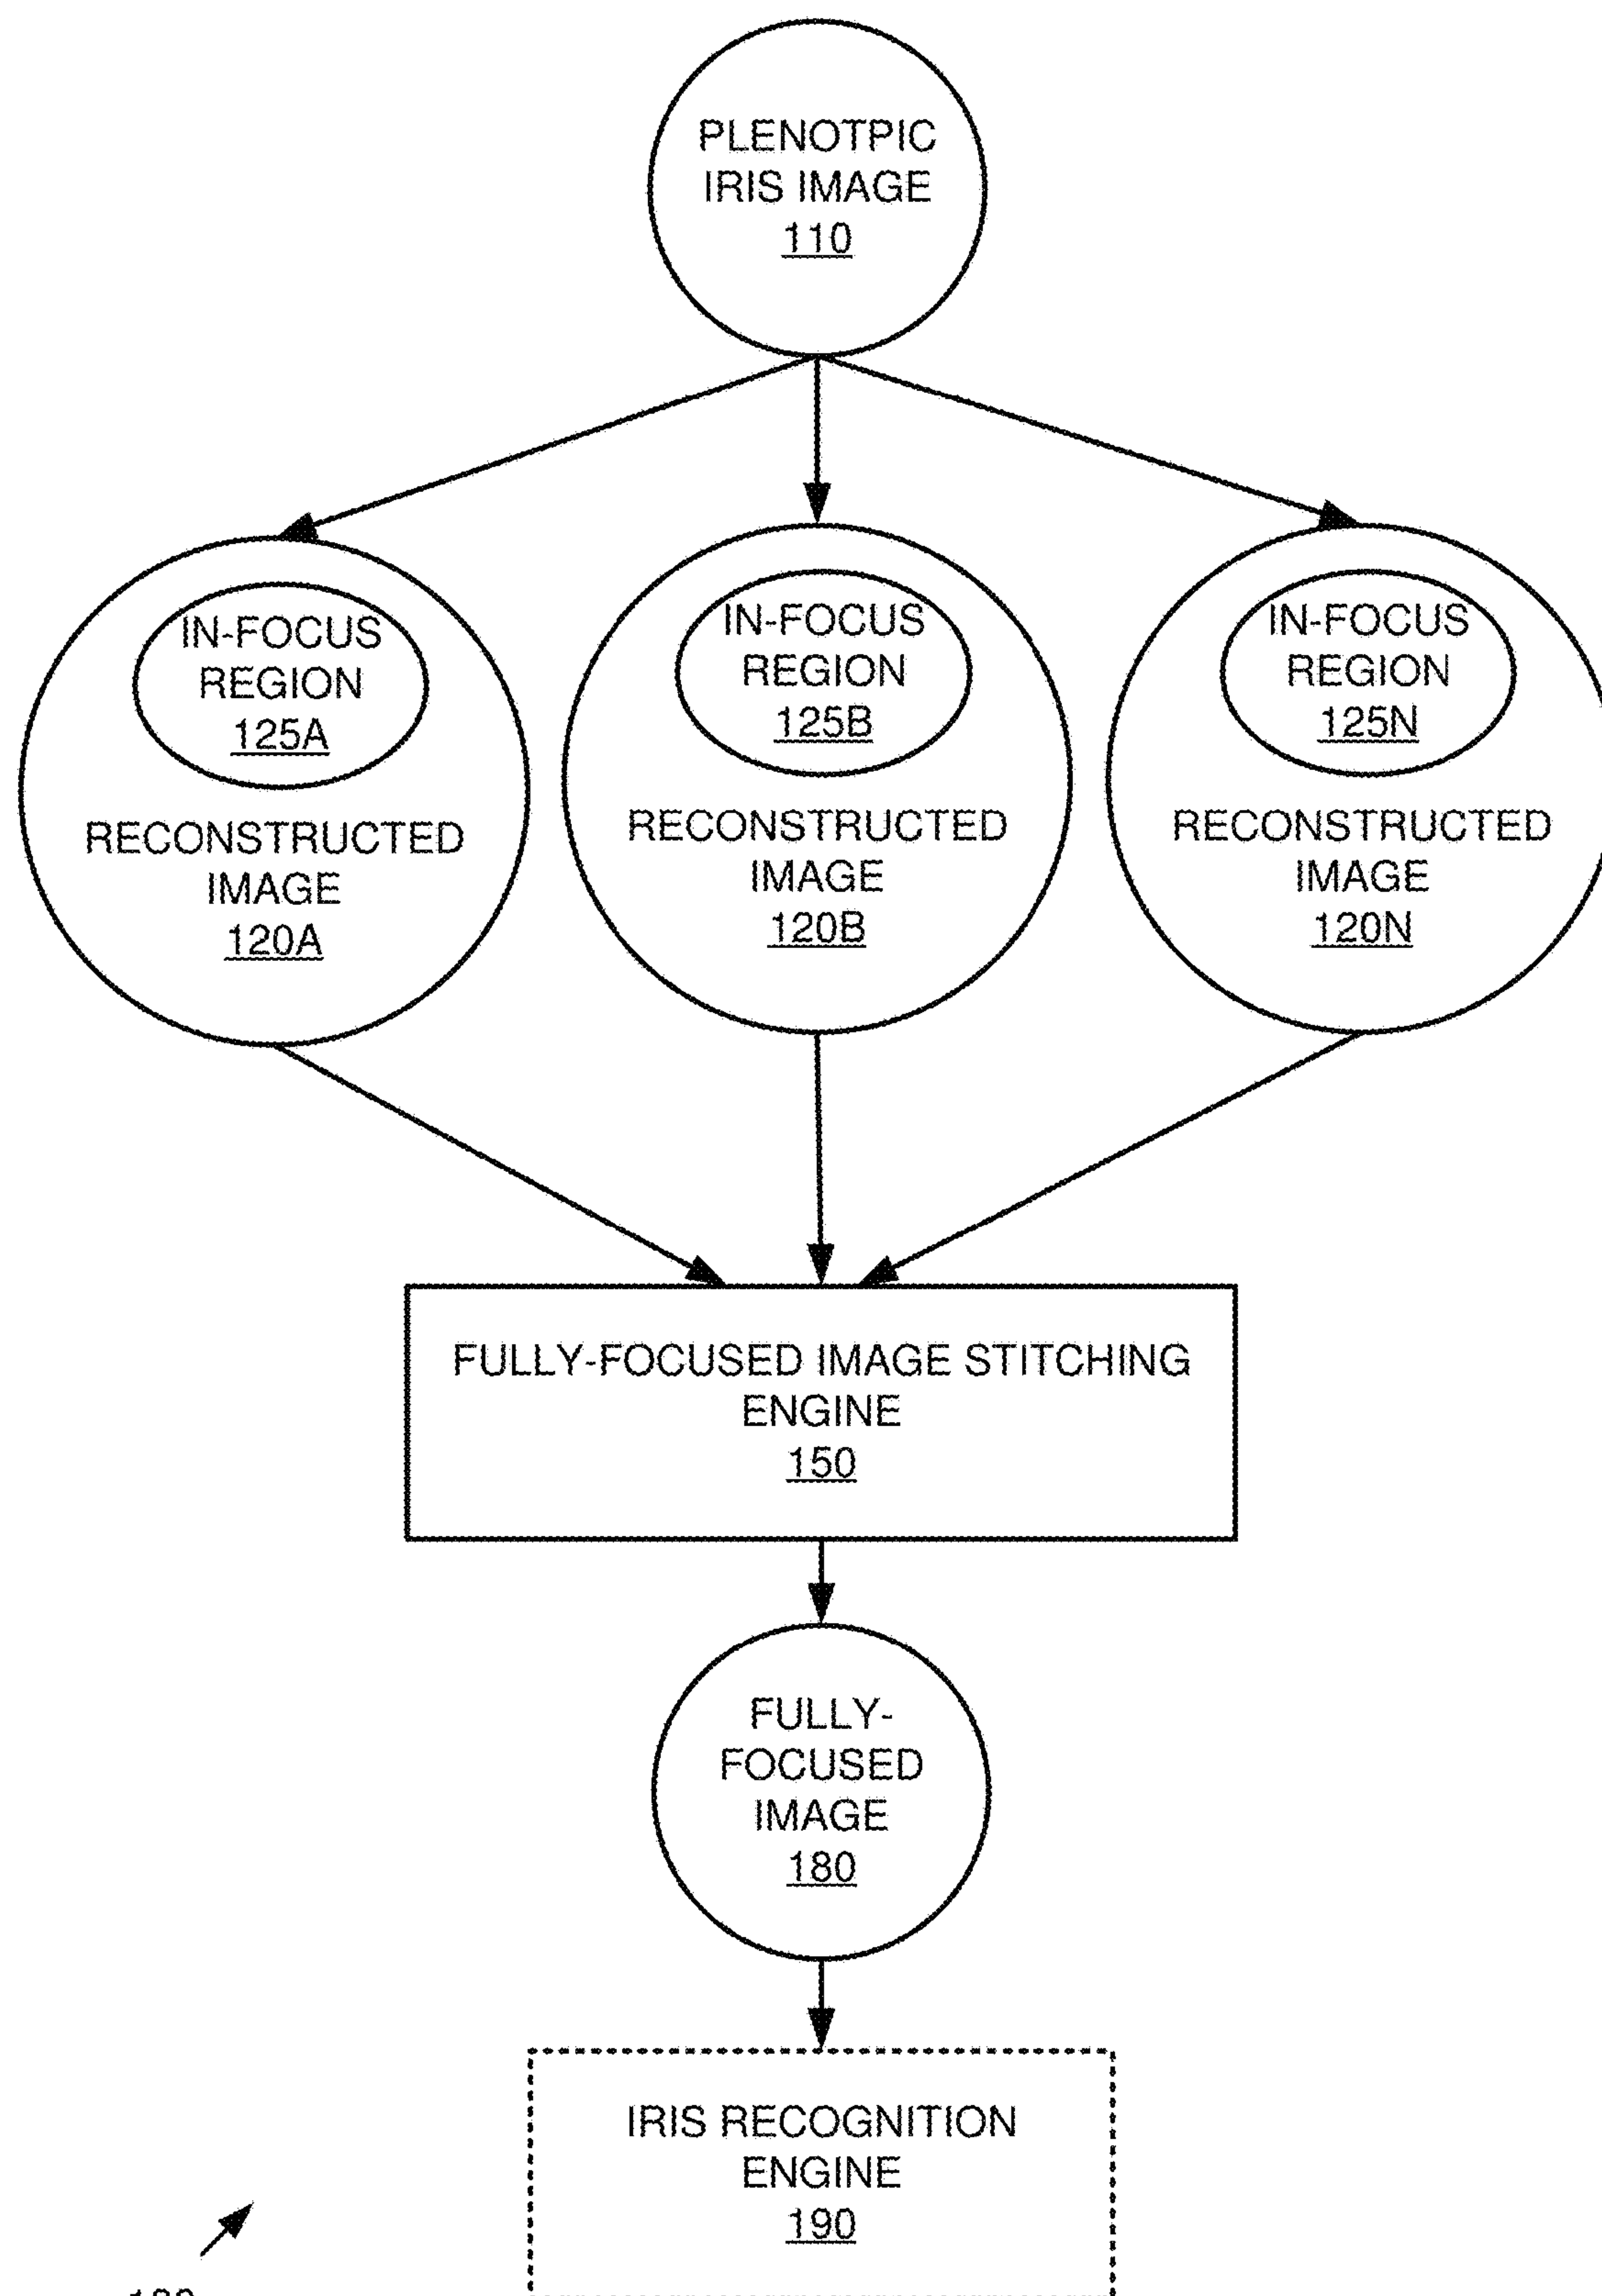 PLENOTPIC
IRIS IMAGE
110
IN-FOCUS
REGION
125A
RECONSTRUCTED
IMAGE
120A
IN-FOCUS
REGION
125B
RECONSTRUCTED
IMAGE
120B
IN-FOCUS
REGION
125N
RECONSTRUCTED
IMAGE
120N
FULLY-FOCUSED IMAGE STITCHING
ENGINE
150
FULLY-
FOCUSED
IMAGE
180
IRIS RECOGNITION
ENGINE
190